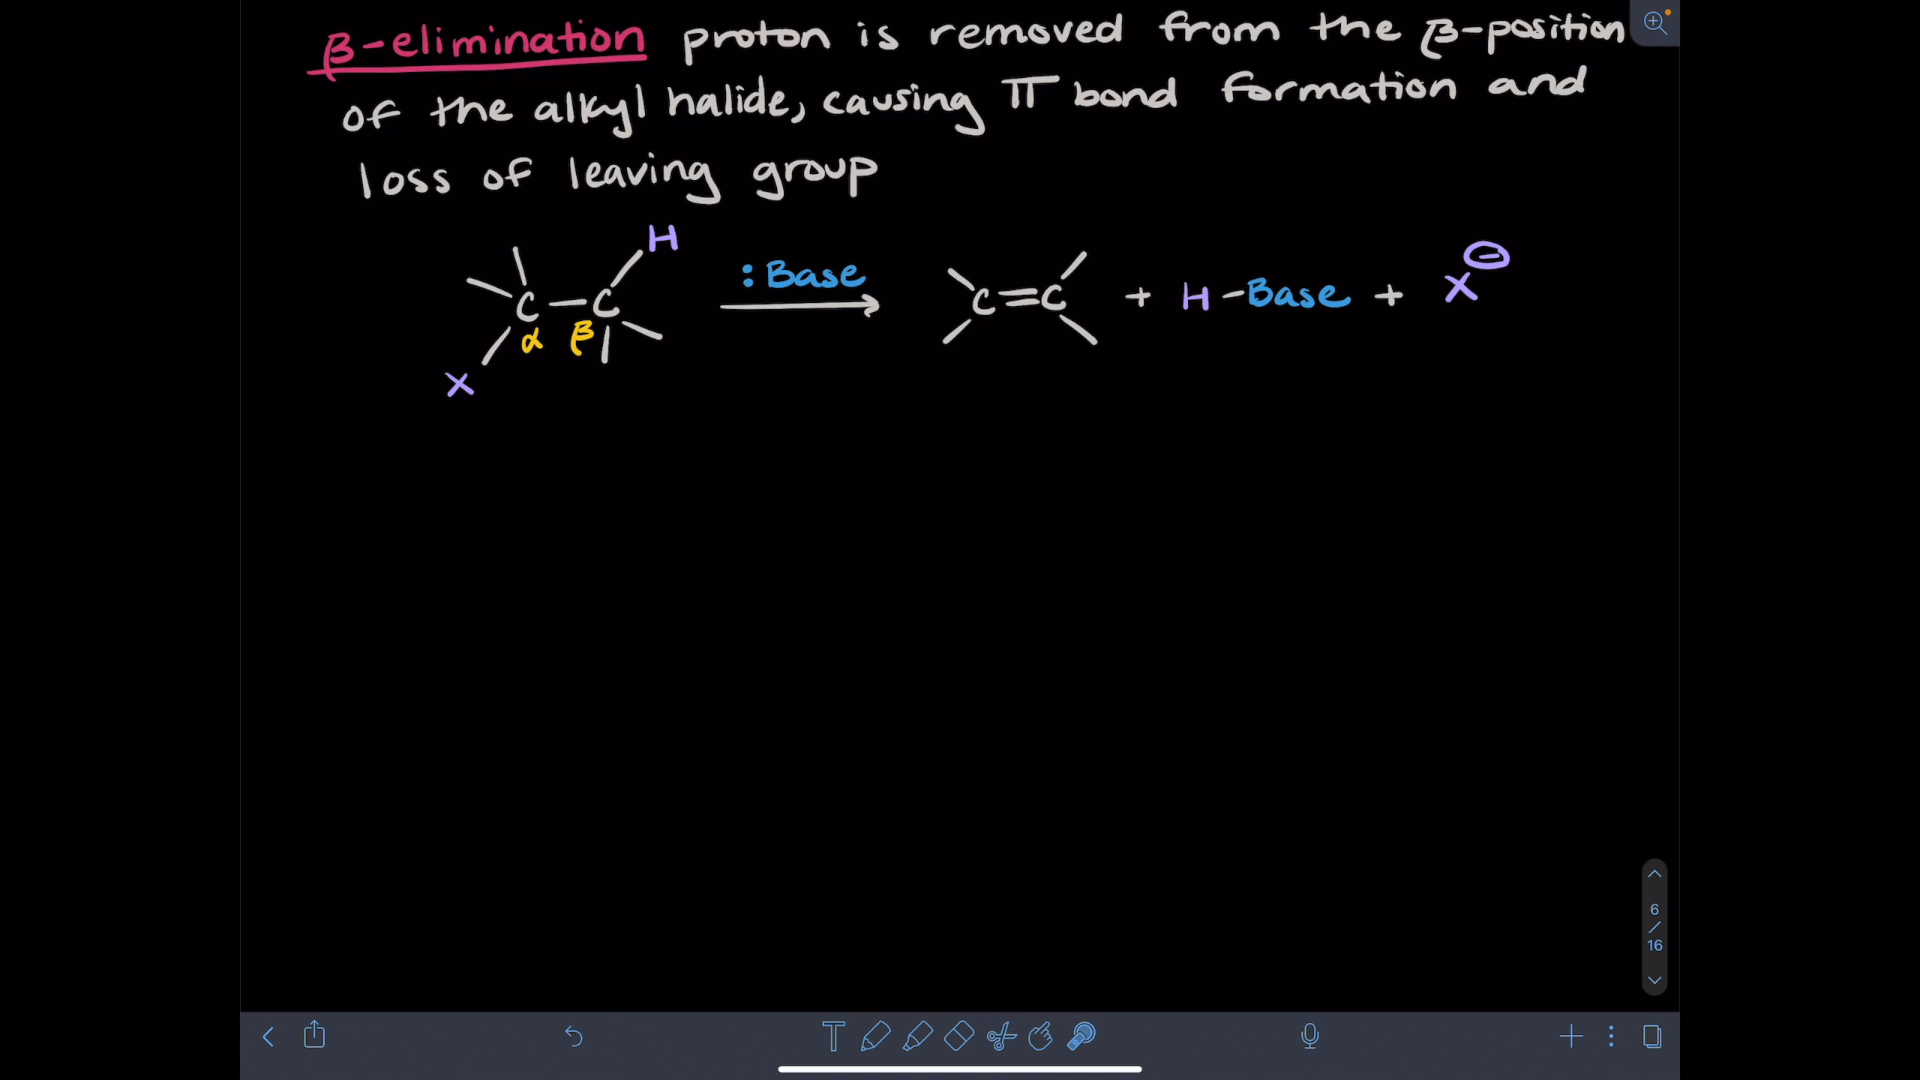 β-elimination proton is removed from the β-position
of the alkyl halide, causing π bond formation and
loss of leaving group
H
:Base
C — C
α β
X
C=C + H-Base + X⊖
6
/
16
T